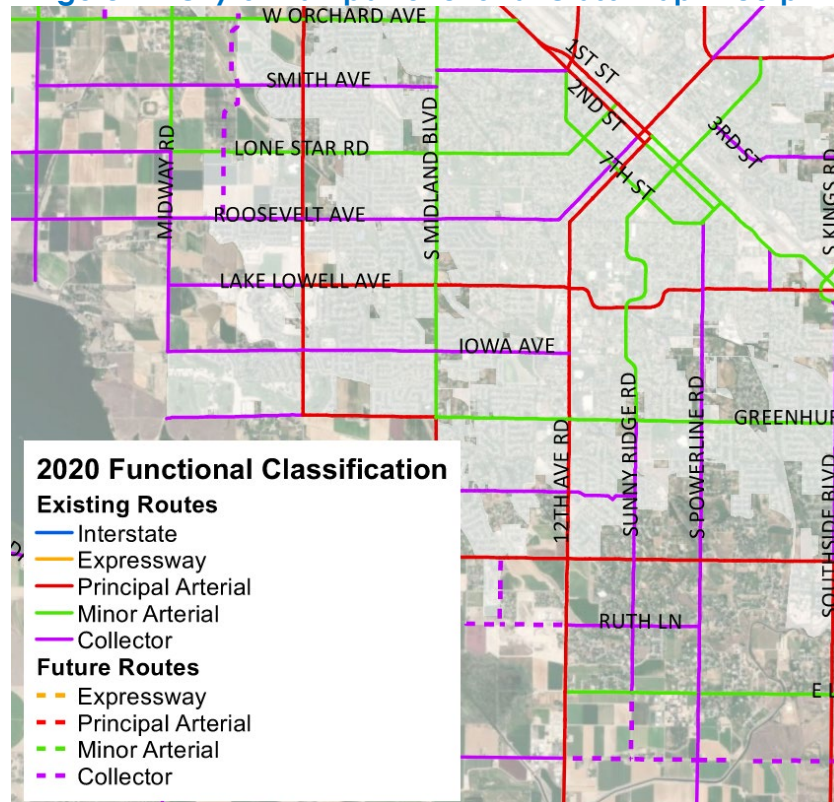 W ORCHARD AVE
1ST ST
SMITH AVE
2ND ST
3RD ST
MIDWAY RD
LONE STAR RD
S MIDLAND BLVD
7TH ST
S KINGS RD
ROOSEVELT AVE
LAKE LOWELL AVE
IOWA AVE
12TH AVE RD
SUNNY RIDGE RD
S POWERLINE RD
GREENHUR
SOUTHSIDE BLVD
RUTH LN
E L
2020 Functional Classification
Existing Routes
Interstate
Expressway
Principal Arterial
Minor Arterial
Collector
Future Routes
Expressway
Principal Arterial
Minor Arterial
Collector